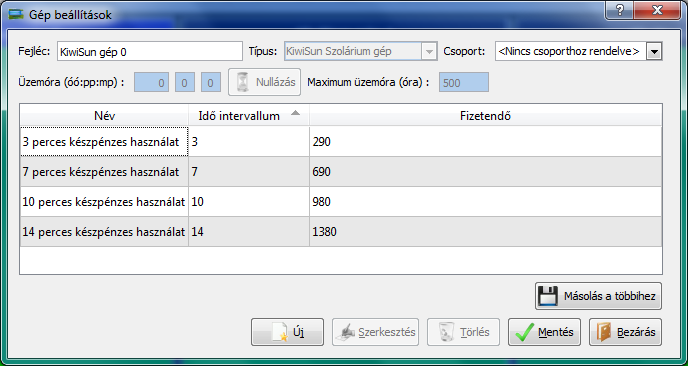 Gép beállítások
Fejléc: KiwiSun gép 0 Típus: KiwiSun Szolárium gép Csoport: <Nincs csoporthoz rendelve>
Üzemóra (óó:pp:mp) : 0 0 0 Nullázás Maximum üzemóra (óra) : 500
Név Idő intervallum Fizetendő
3 perces készpénzes használat 3 290
7 perces készpénzes használat 7 690
10 perces készpénzes használat 10 980
14 perces készpénzes használat 14 1380
Másolás a többihez
Új Szerkesztés Törlés Mentés Bezárás